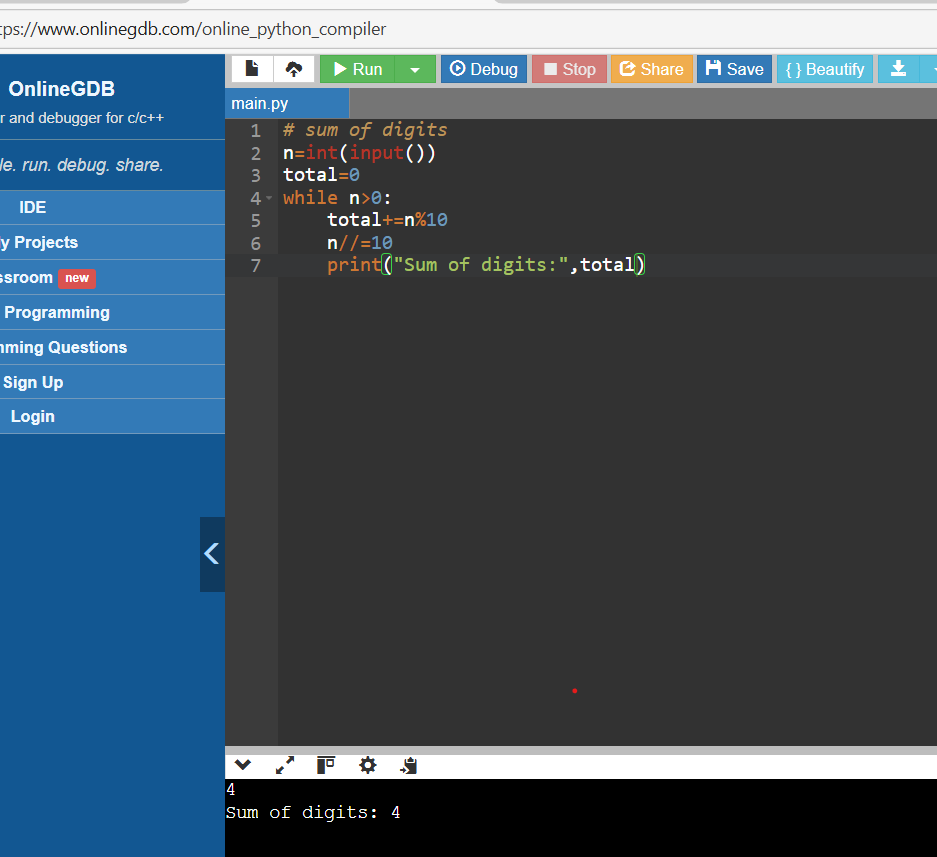 tps://www.onlinegdb.com/online_python_compiler
OnlineGDB
r and debugger for c/c++
le. run. debug. share.
IDE
y Projects
ssroom new
Programming
nming Questions
Sign Up
Login
Run Debug Stop Share Save { } Beautify
main.py
1 # sum of digits
2 n=int(input())
3 total=0
4 while n>0:
5 total+=n%10
6 n//=10
7 print("Sum of digits:",total)
4
Sum of digits: 4